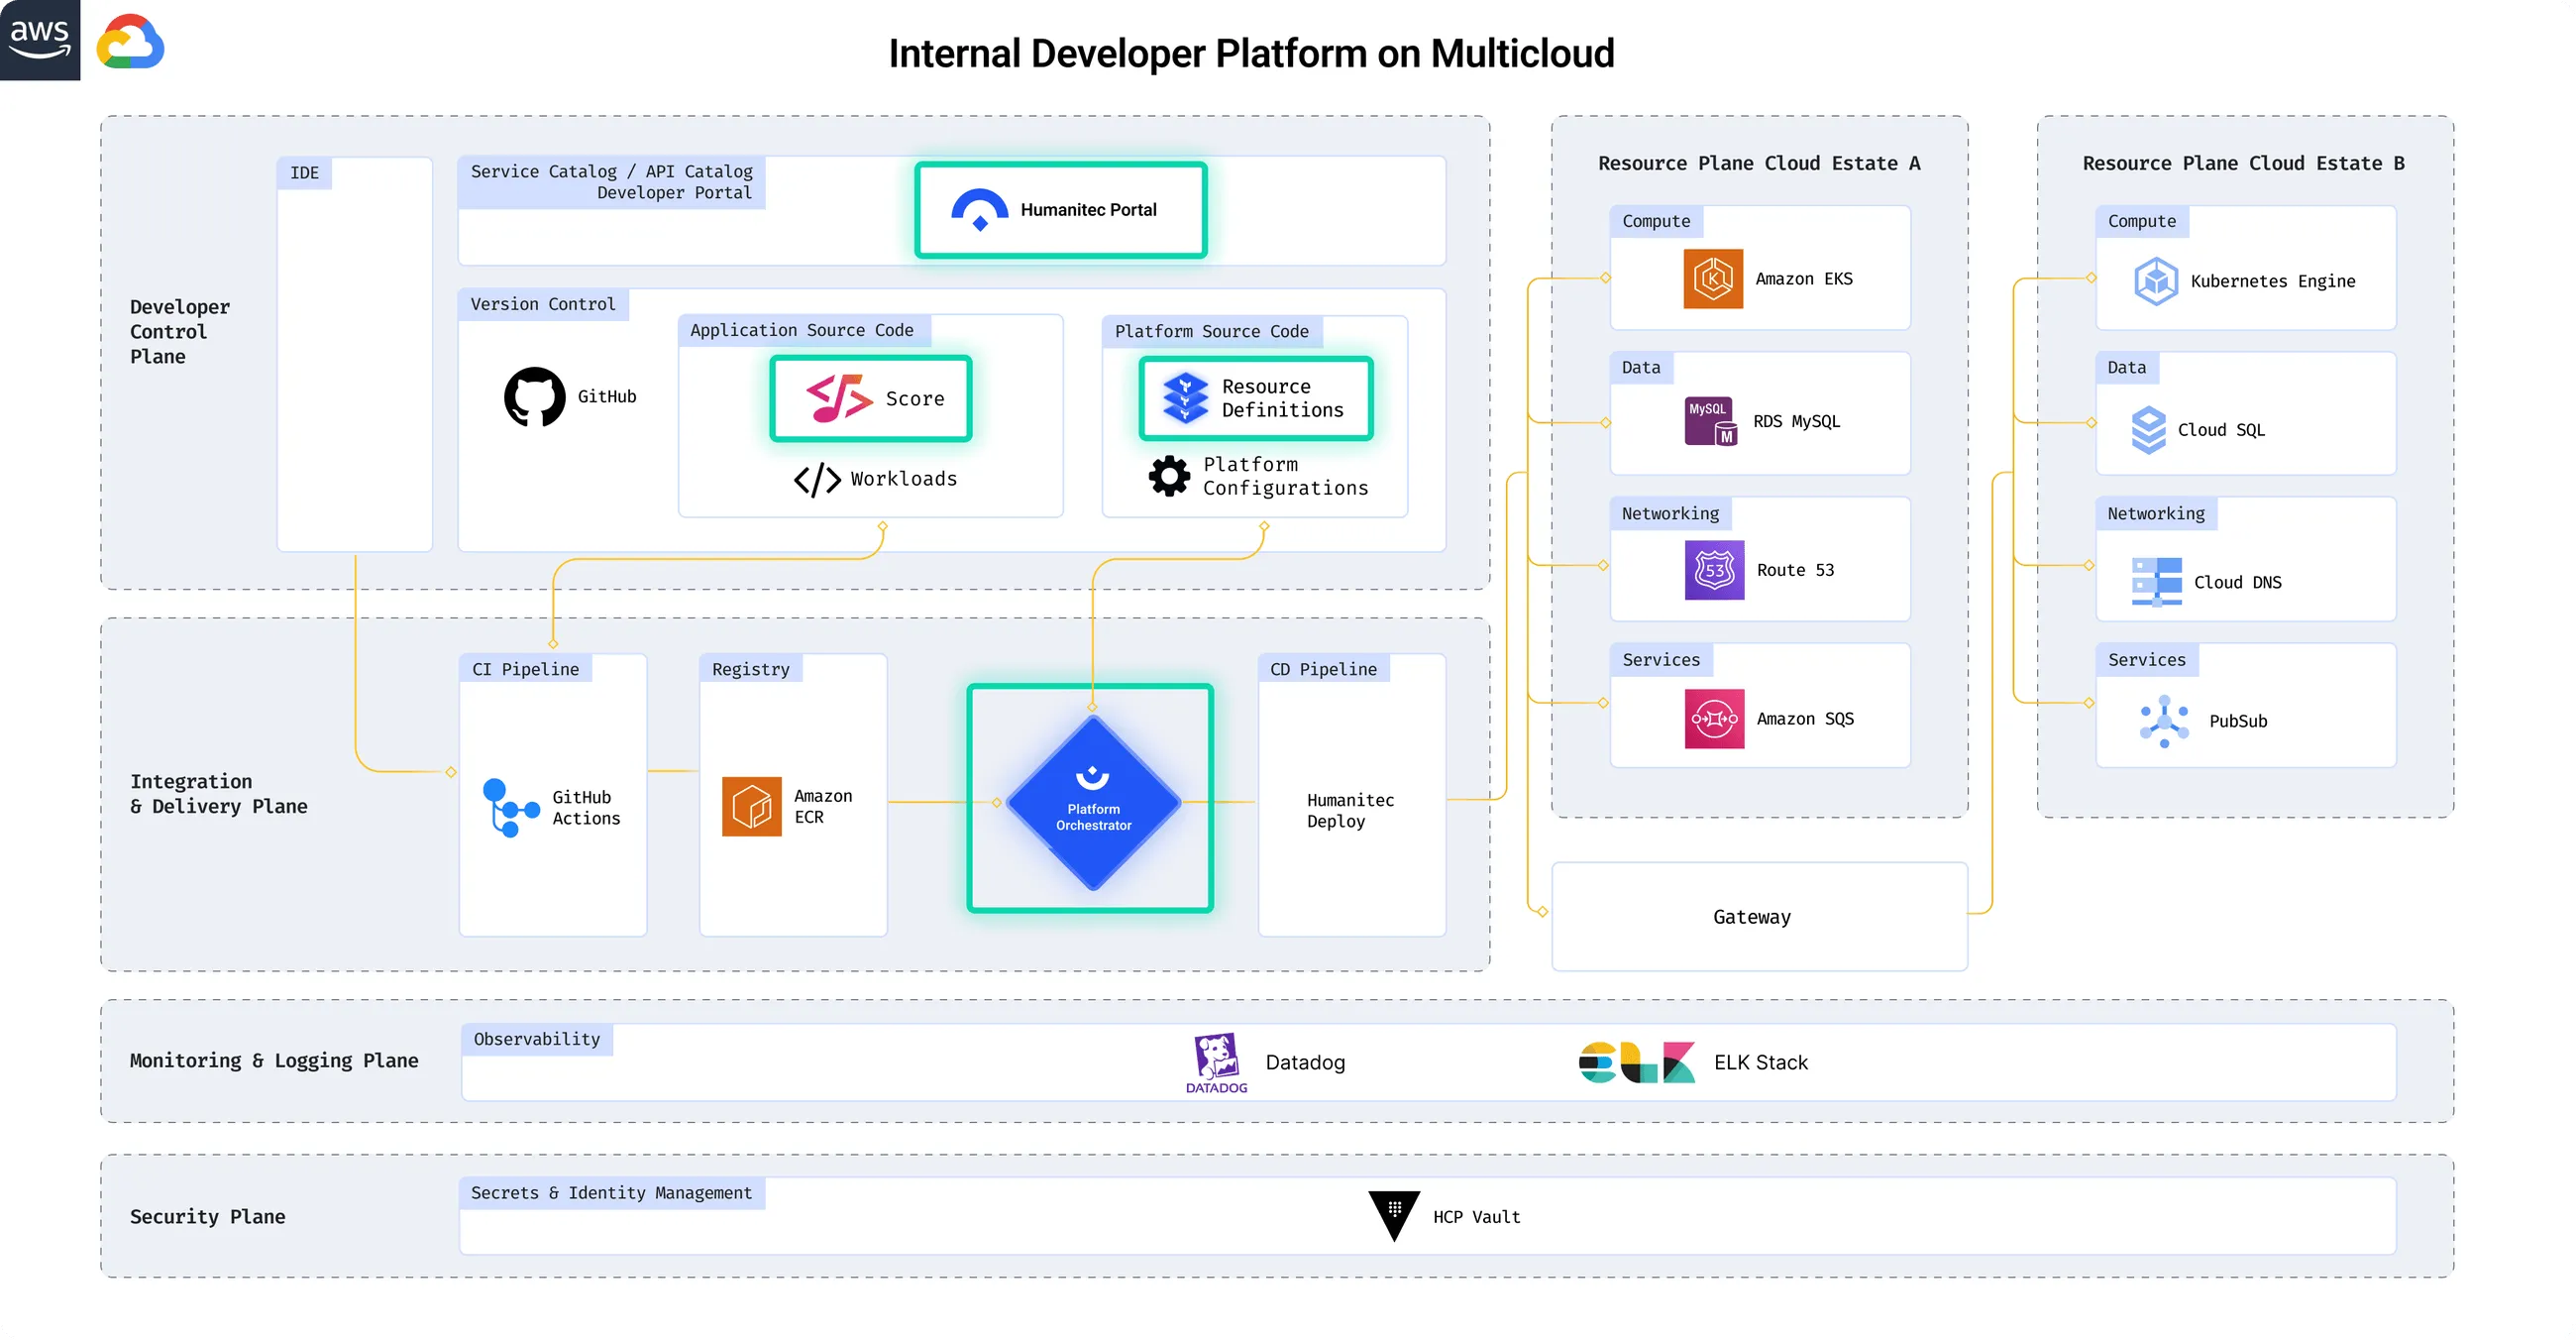 aws
Internal Developer Platform on Multicloud
Developer
Control
Plane
IDE
Service Catalog / API Catalog
Developer Portal
Humanitec Portal
Version Control
GitHub
Application Source Code
Score
Workloads
Platform Source Code
Resource
Definitions
Platform
Configurations
Integration
& Delivery Plane
CI Pipeline
GitHub
Actions
Registry
Amazon
ECR
Platform
Orchestrator
CD Pipeline
Humanitec
Deploy
Resource Plane Cloud Estate A
Compute
K
Amazon EKS
Data
MySQL
M
RDS MySQL
Networking
53
Route 53
Services
Amazon SQS
Gateway
Resource Plane Cloud Estate B
Compute
Kubernetes Engine
Data
Cloud SQL
Networking
Cloud DNS
Services
PubSub
Monitoring & Logging Plane
Observability
DATADOG
Datadog
ELK
ELK Stack
Security Plane
Secrets & Identity Management
HCP Vault